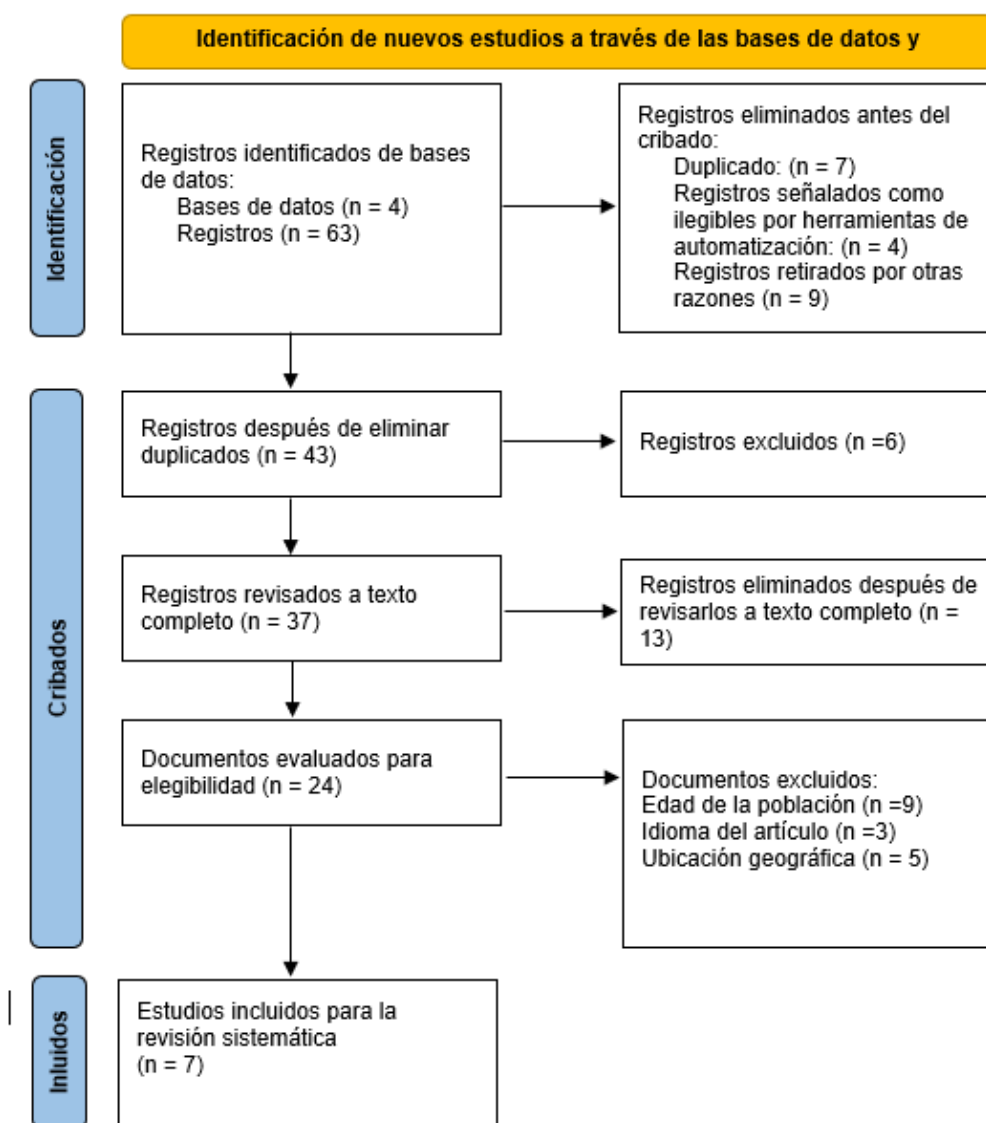 Identificación de nuevos estudios a través de las bases de datos y
Identificación
Registros identificados de bases
de datos:
Bases de datos (n = 4)
Registros (n = 63)
Registros eliminados antes del
cribado:
Duplicado: (n = 7)
Registros señalados como
ilegibles por herramientas de
automatización: (n = 4)
Registros retirados por otras
razones (n = 9)
Cribados
Registros después de eliminar
duplicados (n = 43)
Registros excluidos (n =6)
Registros revisados a texto
completo (n = 37)
Registros eliminados después de
revisarlos a texto completo (n =
13)
Documentos evaluados para
elegibilidad (n = 24)
Documentos excluidos:
Edad de la población (n =9)
Idioma del artículo (n =3)
Ubicación geográfica (n = 5)
Inluidos
Estudios incluidos para la
revisión sistemática
(n = 7)